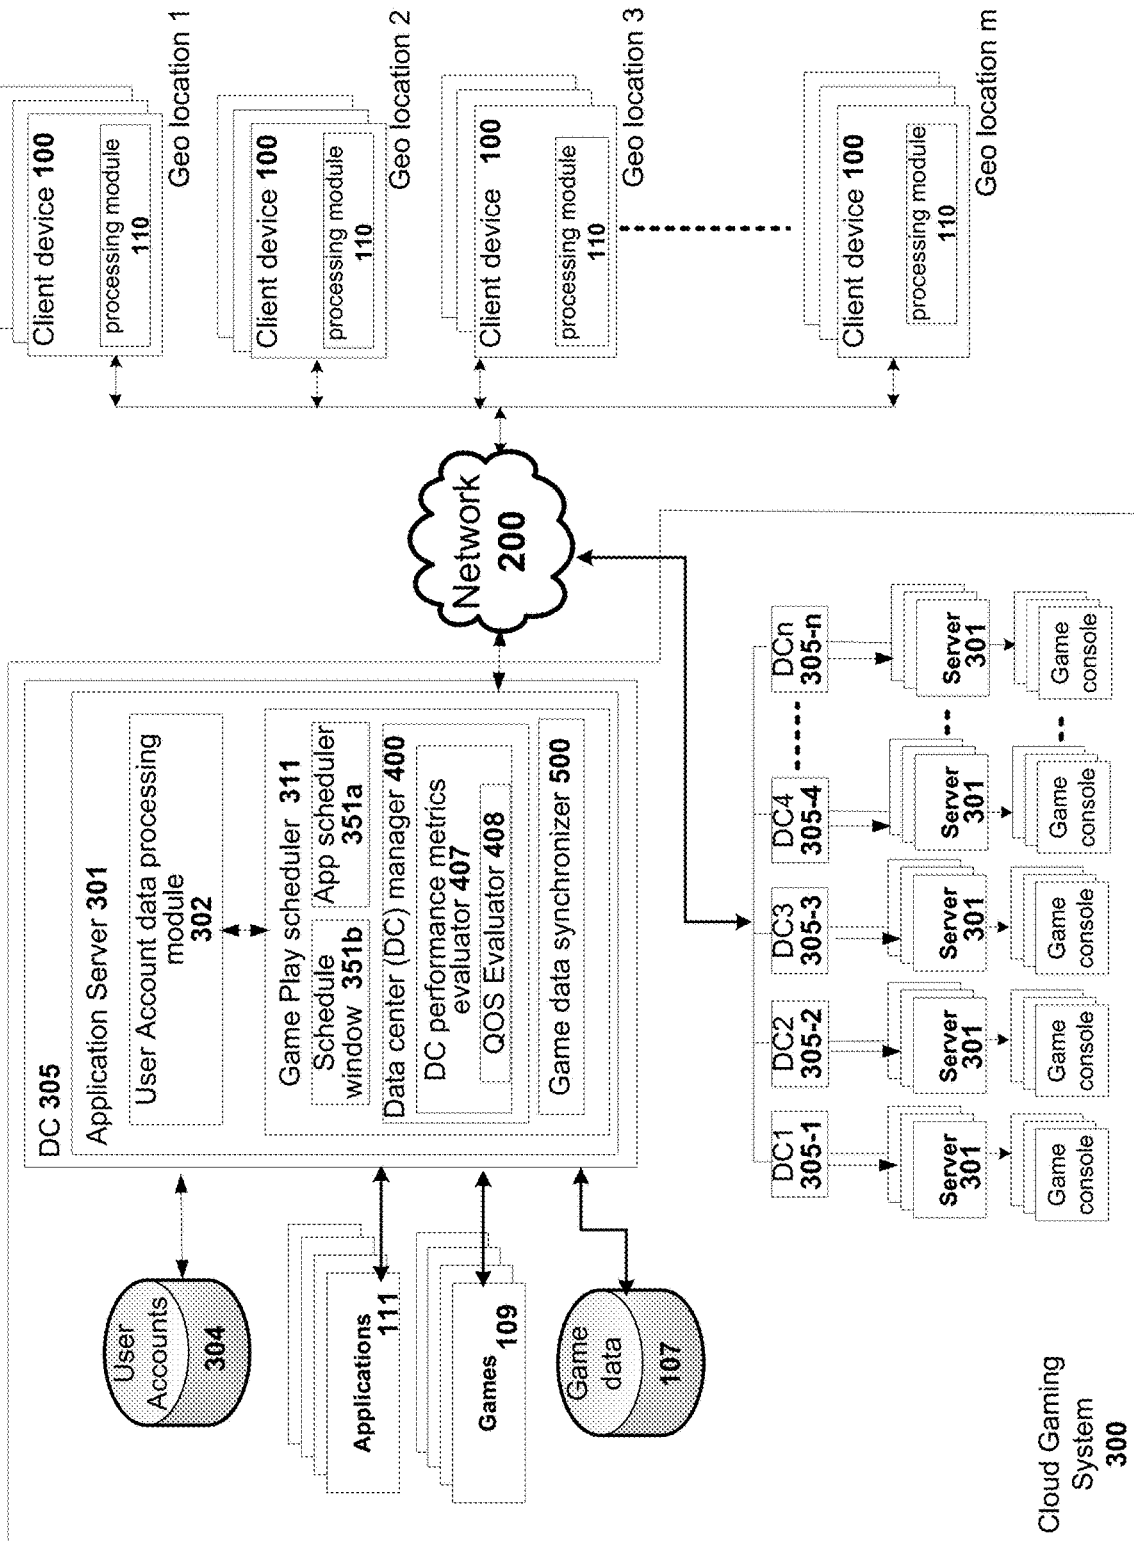 DC 305
Application Server 301
User Account data processing
module
302
Game Play scheduler 311
Schedule
window 351b
App scheduler
351a
Data center (DC) manager 400
DC performance metrics
evaluator 407
QOS Evaluator 408
Game data synchronizer 500
User
Accounts
304
Applications
111
Games
109
Game
data
107
Cloud Gaming
System
300
Network
200
Client device 100
processing module
110
Geo location 1
Client device 100
processing module
110
Geo location 2
Client device 100
processing module
110
Geo location 3
Client device 100
processing module
110
Geo location m
DC1
305-1
DC2
305-2
DC3
305-3
DC4
305-4
DCn
305-n
Server
301
Server
301
Server
301
Server
301
Server
301
Game
console
Game
console
Game
console
Game
console
Game
console